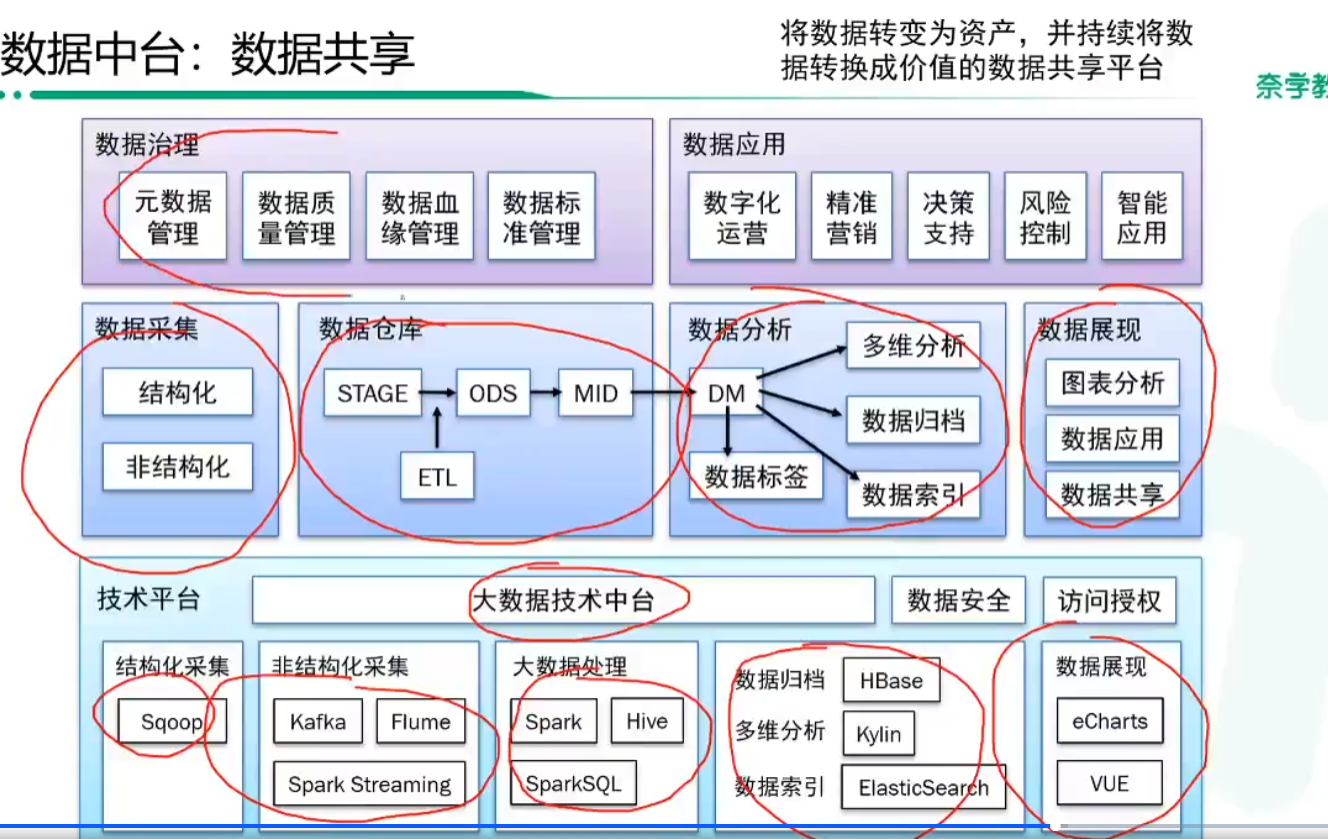 数据中台：数据共享
将数据转变为资产，并持续将数
据转换成价值的数据共享平台
奈学教
数据治理
元数据
管理
数据质
量管理
数据血
缘管理
数据标
准管理
数据应用
数字化
运营
精准
营销
决策
支持
风险
控制
智能
应用
数据采集
结构化
非结构化
数据仓库
STAGE
ODS
MID
ETL
数据分析
DM
多维分析
数据归档
数据标签
数据索引
数据展现
图表分析
数据应用
数据共享
技术平台
大数据技术中台
数据安全
访问授权
结构化采集
Sqoop
非结构化采集
Kafka
Flume
Spark Streaming
大数据处理
Spark
Hive
SparkSQL
数据归档
HBase
多维分析
Kylin
数据索引
ElasticSearch
数据展现
eCharts
VUE